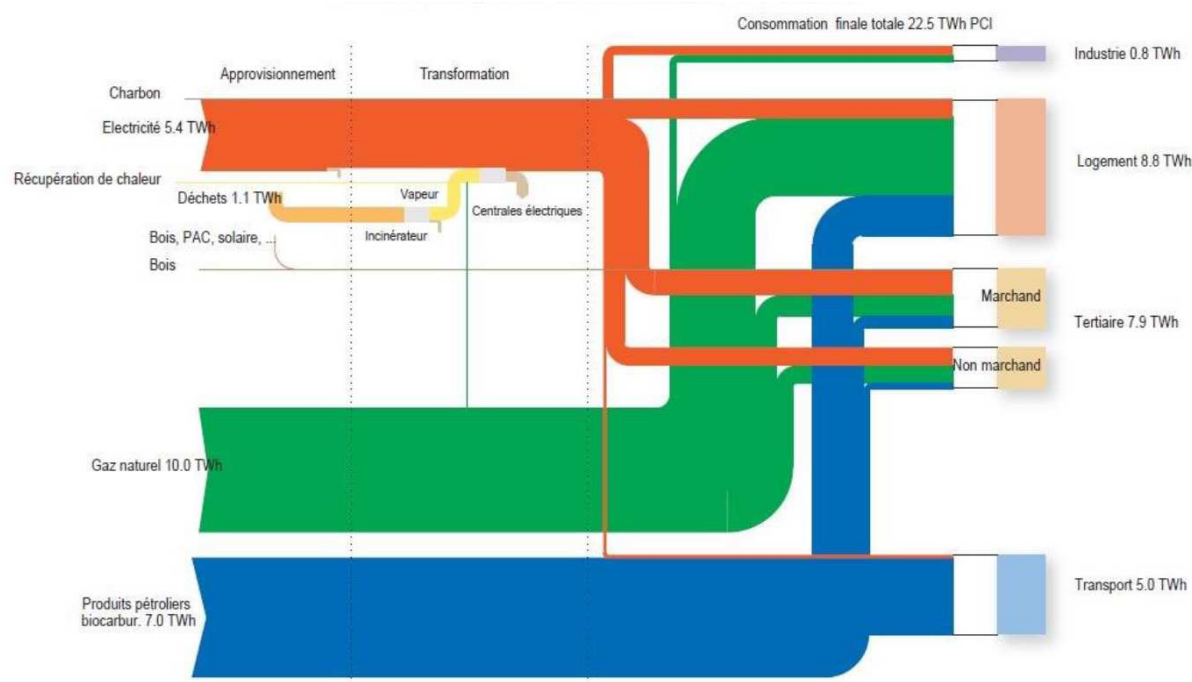 Consommation finale totale 22.5 TWh PCI
Industrie 0.8 TWh
Approvisionnement
Transformation
Charbon
Electricité 5.4 TWh
Logement 8.8 TWh
Récupération de chaleur
Déchets 1.1 TWh
Vapeur
Centrales électriques
Incinérateur
Bois, PAC, solaire, ...
Bois
Marchand
Tertiaire 7.9 TWh
Non marchand
Gaz naturel 10.0 TWh
Transport 5.0 TWh
Produits pétroliers
biocarbur. 7.0 TWh